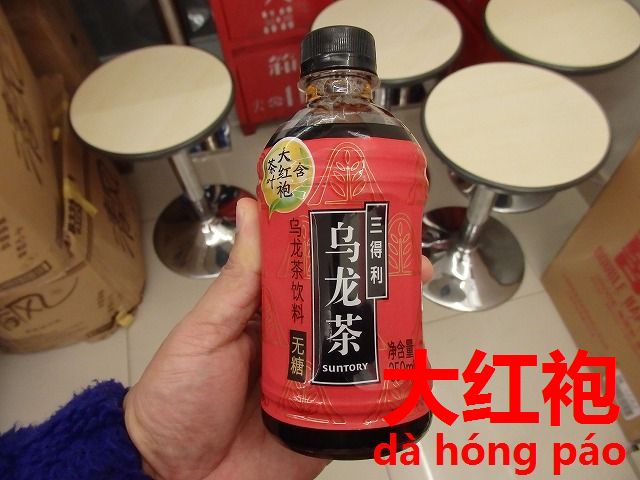 箱
含
大红袍
茶叶
三得利
乌龙茶
SUNTORY
乌龙茶饮料
无糖
净含量
大红袍
dà hóng páo